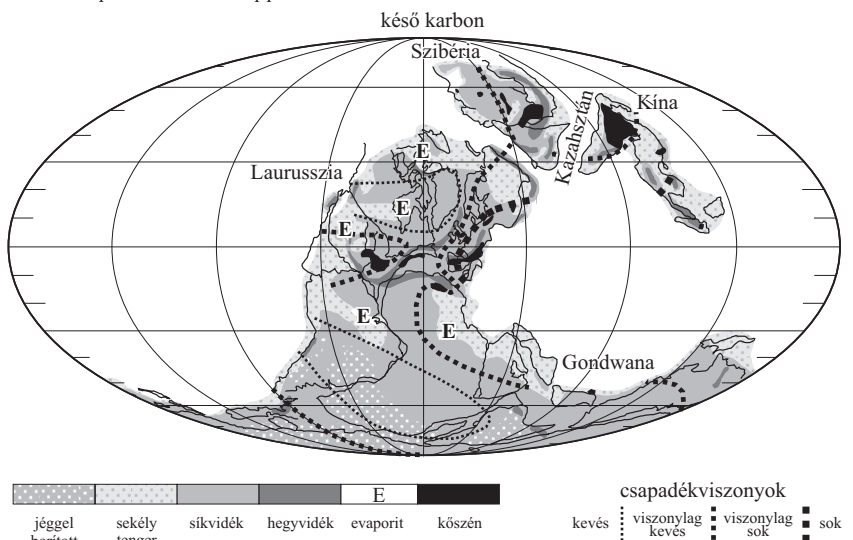 késő karbon
Szibéria
Kazahsztán
Kína
E
Laurusszia
E
E
E
E
Gondwana
E
csapadékviszonyok
jéggel
sekély
tenger
síkvidék
hegyvidék
evaporit
kőszén
kevés
viszonylag
kevés
viszonylag
sok
sok